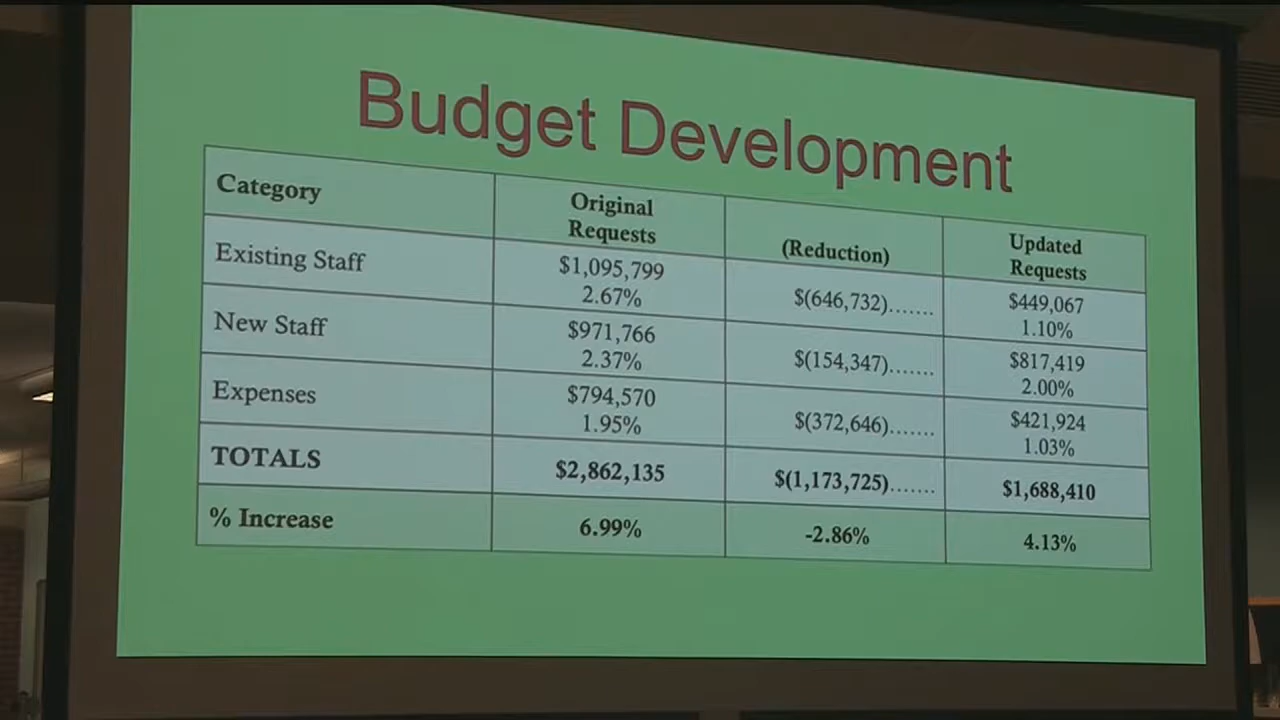 Budget Development
Category
Original
Requests
(Reduction)
Updated
Requests
Existing Staff
$1,095,799
2.67%
$(646,732).......
$449,067
1.10%
New Staff
$971,766
2.37%
$(154,347).......
$817,419
2.00%
Expenses
$794,570
1.95%
$(372,646).......
$421,924
1.03%
TOTALS
$2,862,135
$(1,173,725).......
$1,688,410
% Increase
6.99%
-2.86%
4.13%